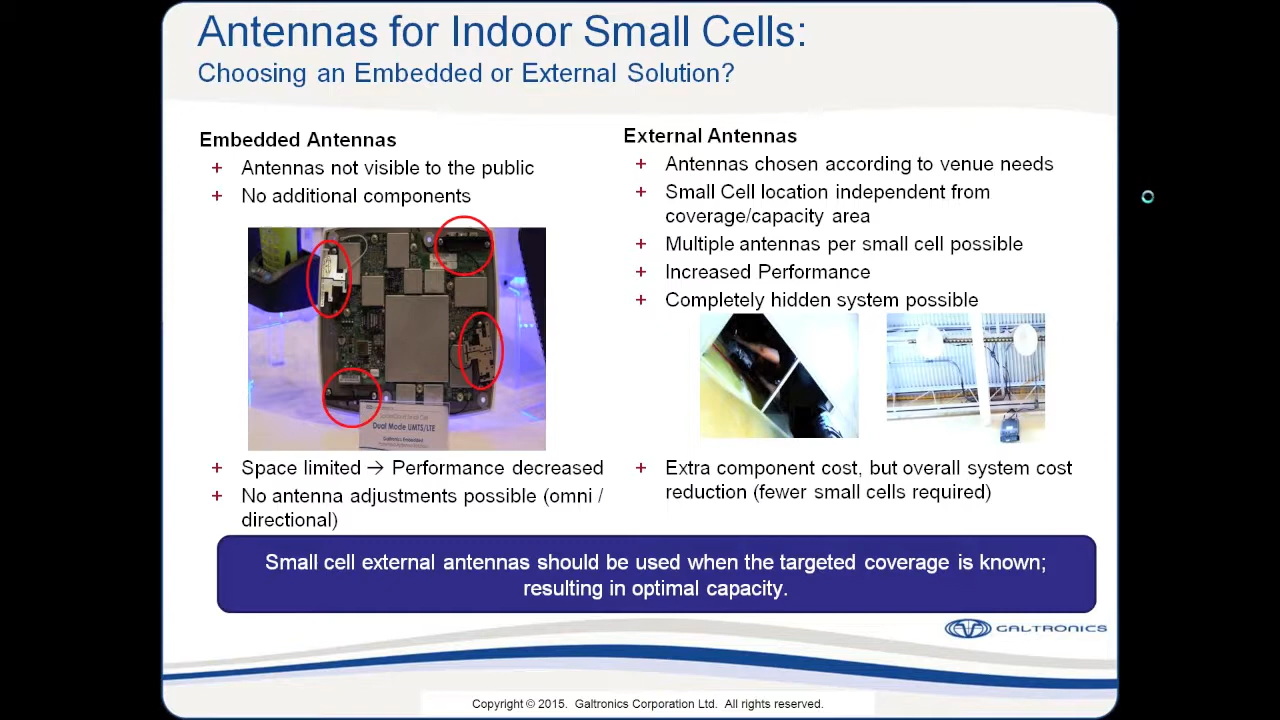 Antennas for Indoor Small Cells:
Choosing an Embedded or External Solution?
Embedded Antennas
+ Antennas not visible to the public
+ No additional components
Dual Mode UMTS/LTE
Galtronics Embedded
+ Space limited → Performance decreased
+ No antenna adjustments possible (omni /
directional)
External Antennas
+ Antennas chosen according to venue needs
+ Small Cell location independent from
coverage/capacity area
+ Multiple antennas per small cell possible
+ Increased Performance
+ Completely hidden system possible
+ Extra component cost, but overall system cost
reduction (fewer small cells required)
Small cell external antennas should be used when the targeted coverage is known;
resulting in optimal capacity.
GALTRONICS
Copyright © 2015. Galtronics Corporation Ltd. All rights reserved.